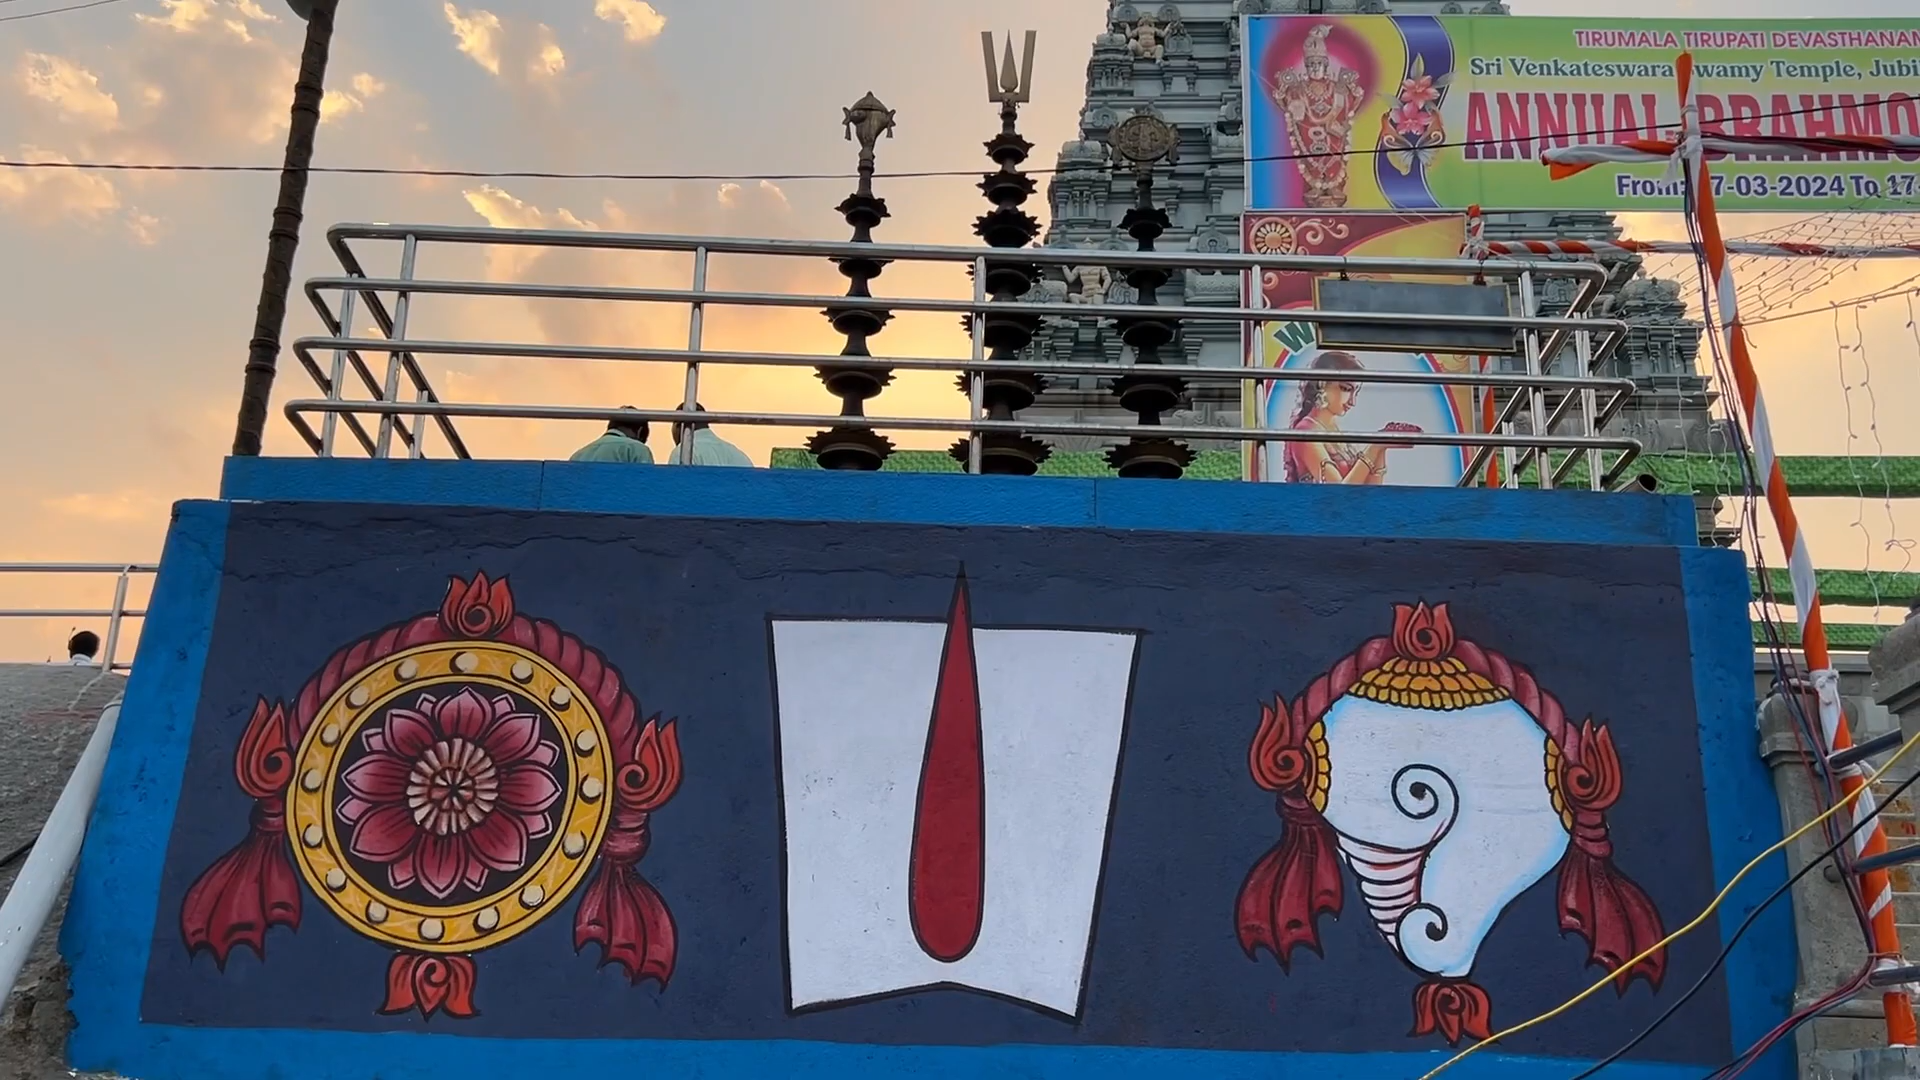 TIRUMALA TIRUPATI DEVASTHANAM
Sri Venkateswara Swamy Temple, Jubi
ANNUAL BRAHMO
From: 7-03-2024 To 17
W